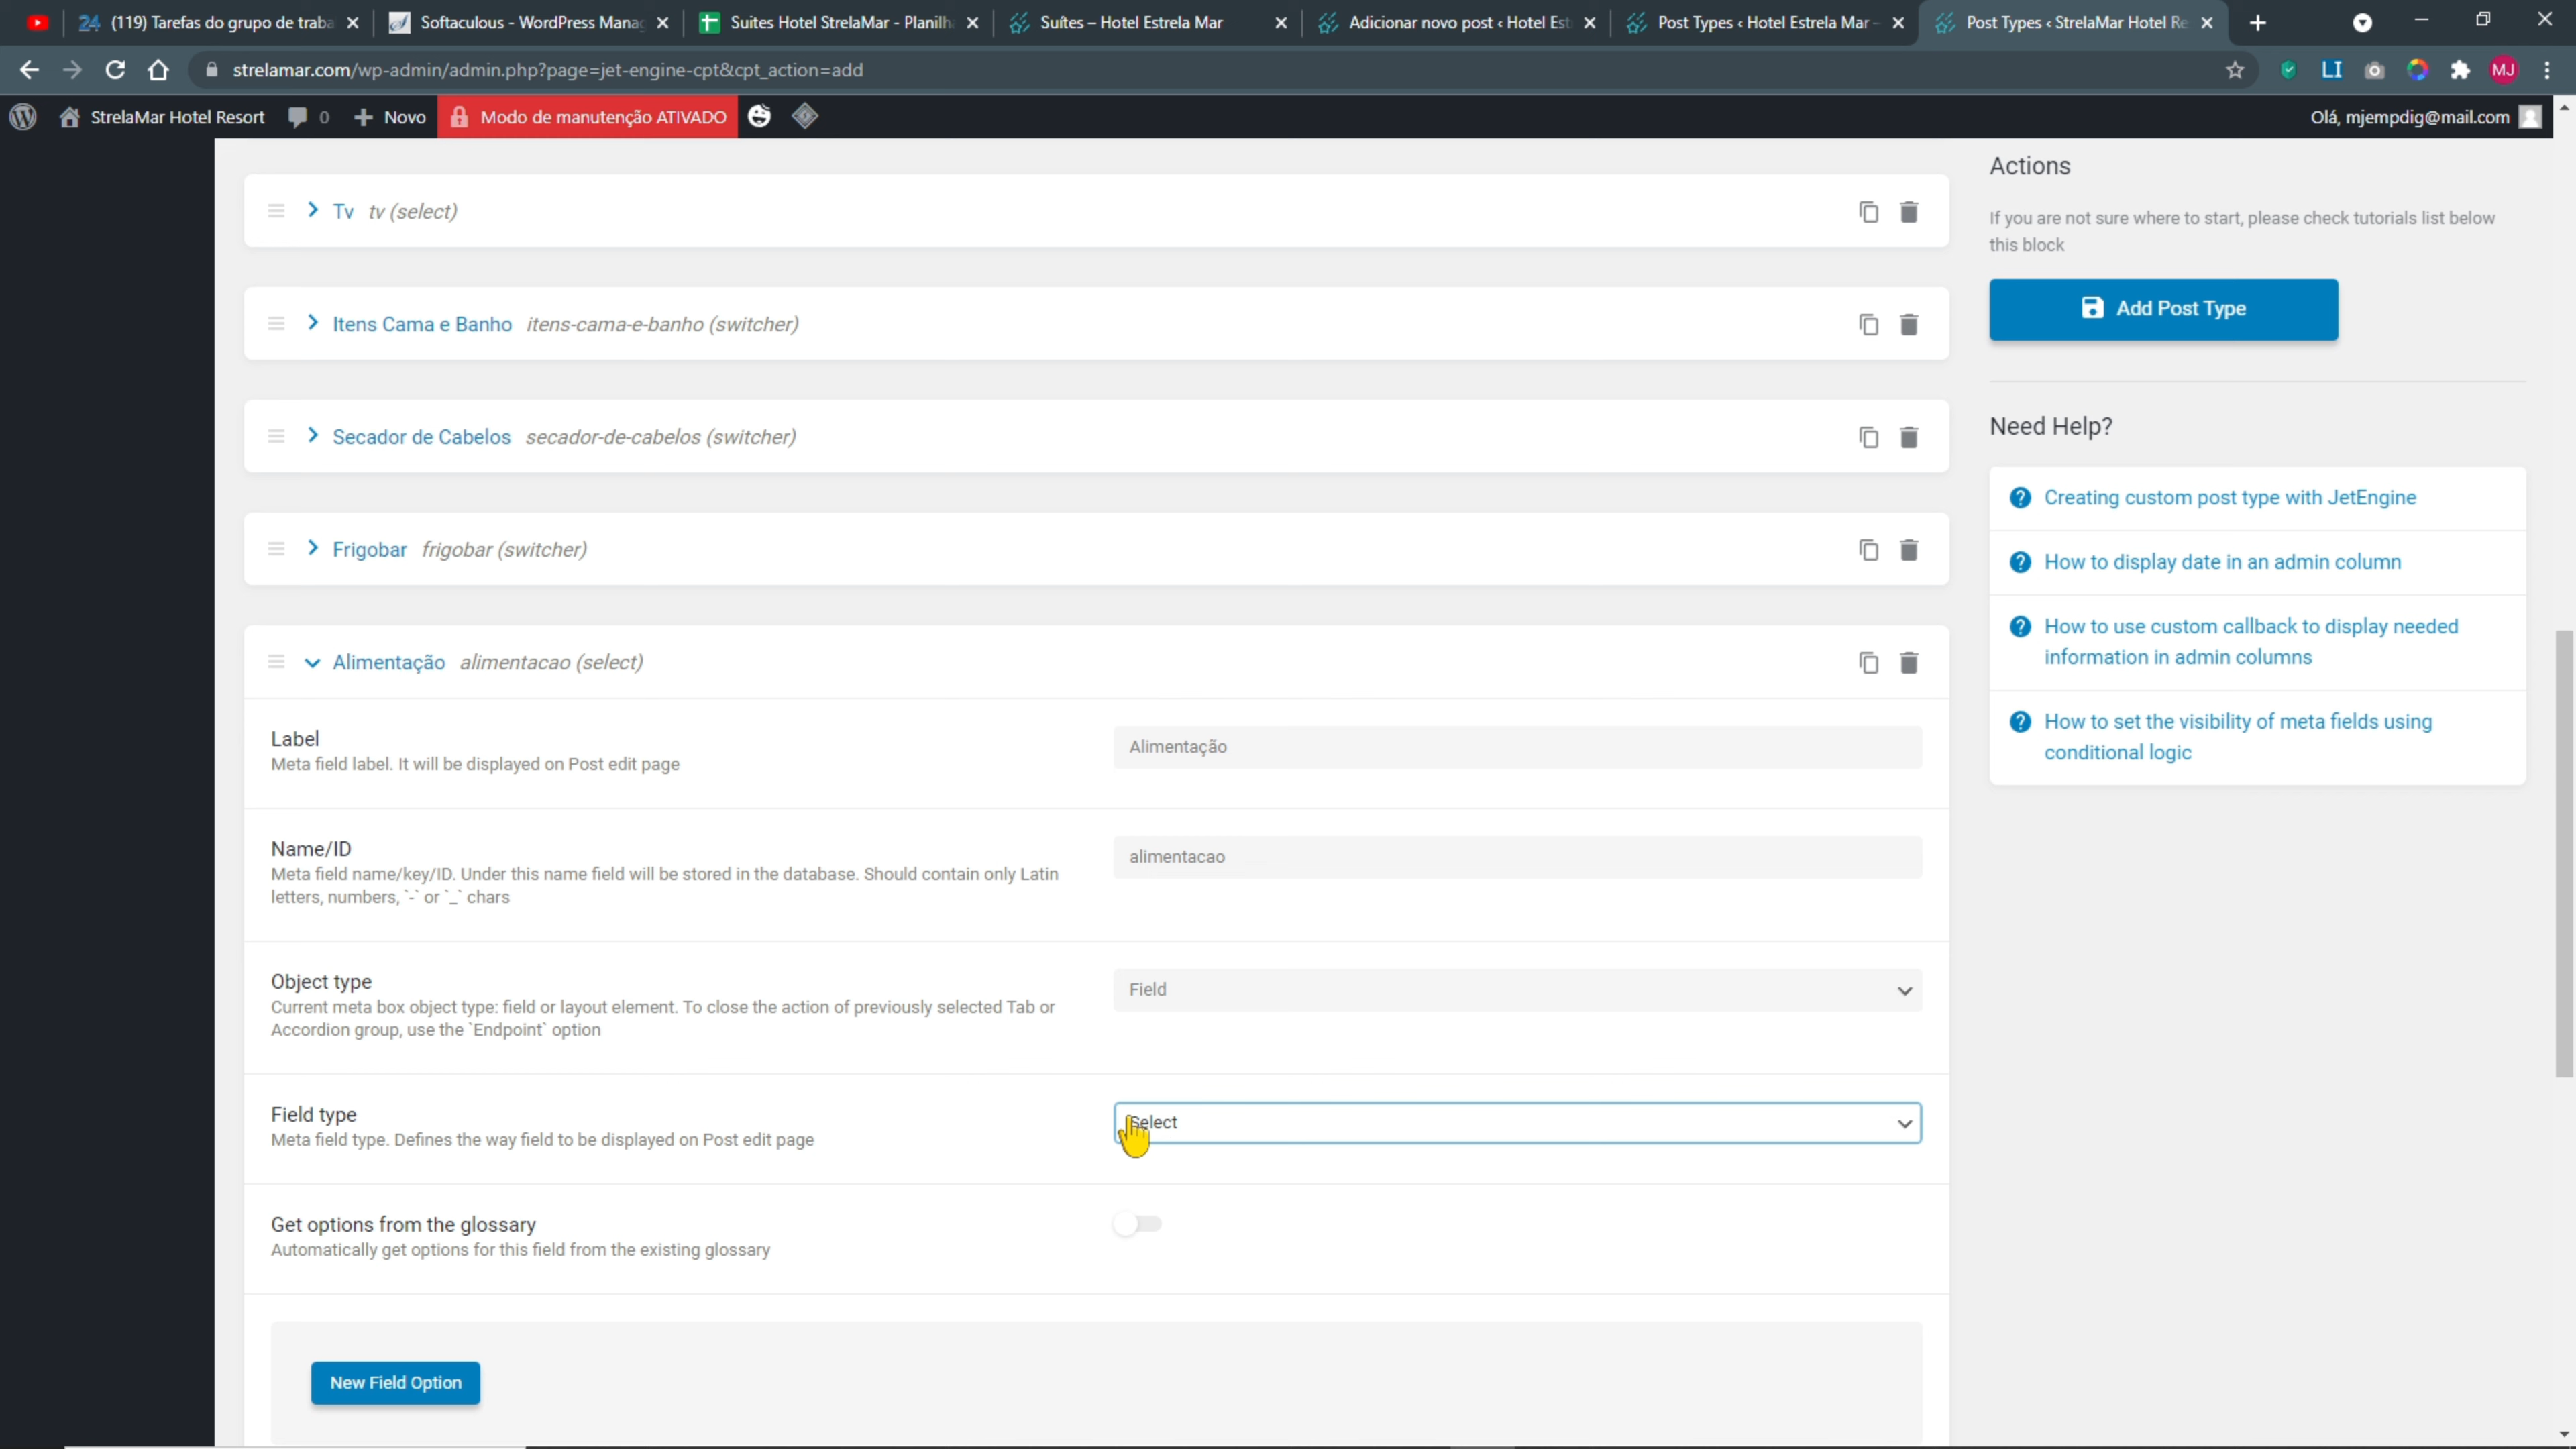 (119) Tarefas do grupo de traba
Softaculous - WordPress Manag
Suites Hotel StrelaMar - Planilh
Suítes – Hotel Estrela Mar
Adicionar novo post ‹ Hotel Est
Post Types ‹ Hotel Estrela Mar –
Post Types ‹ StrelaMar Hotel Re
strelamar.com/wp-admin/admin.php?page=jet-engine-cpt&cpt_action=add
LI
MJ
StrelaMar Hotel Resort
0
Novo
Modo de manutenção ATIVADO
Olá, mjempdig@mail.com
Tv tv (select)
Itens Cama e Banho itens-cama-e-banho (switcher)
Secador de Cabelos secador-de-cabelos (switcher)
Frigobar frigobar (switcher)
Alimentação alimentacao (select)
Label
Meta field label. It will be displayed on Post edit page
Alimentação
Name/ID
Meta field name/key/ID. Under this name field will be stored in the database. Should contain only Latin
letters, numbers, `-` or `_` chars
alimentacao
Object type
Current meta box object type: field or layout element. To close the action of previously selected Tab or
Accordion group, use the `Endpoint` option
Field
Field type
Meta field type. Defines the way field to be displayed on Post edit page
Select
Get options from the glossary
Automatically get options for this field from the existing glossary
New Field Option
Actions
If you are not sure where to start, please check tutorials list below
this block
Add Post Type
Need Help?
Creating custom post type with JetEngine
How to display date in an admin column
How to use custom callback to display needed
information in admin columns
How to set the visibility of meta fields using
conditional logic